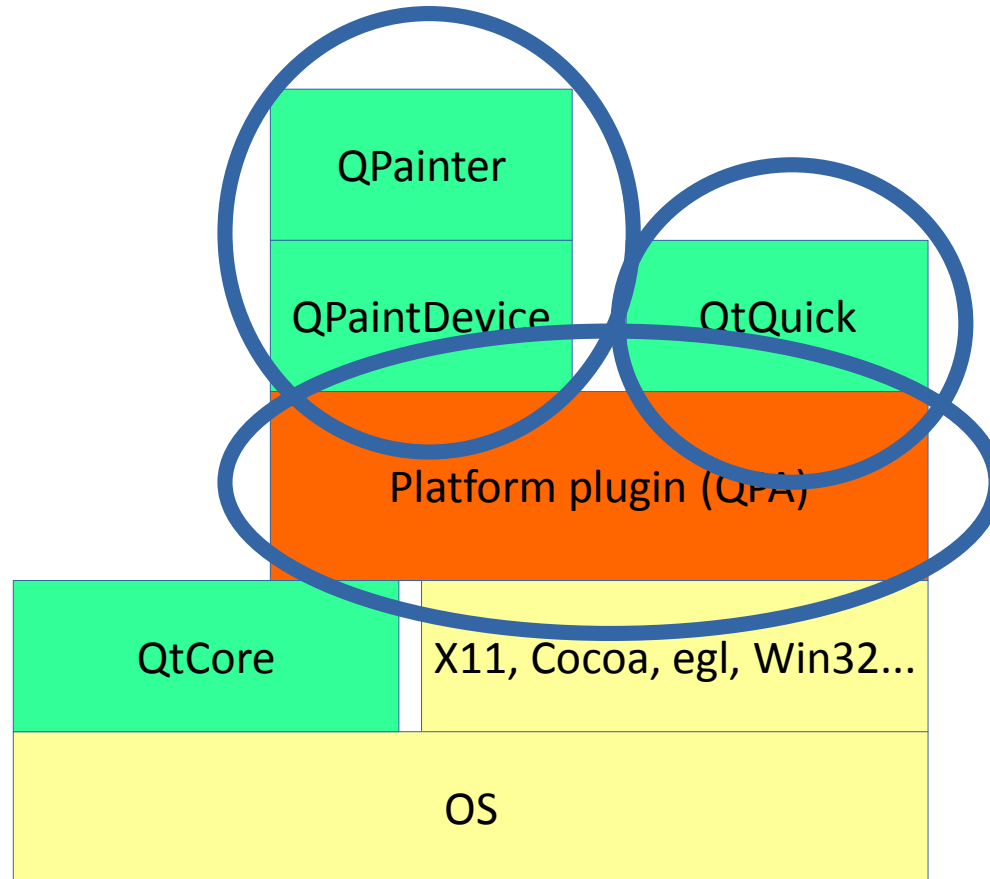 QPainter
QPaintDevice
QtQuick
Platform plugin (QPA)
QtCore
X11, Cocoa, egl, Win32...
OS